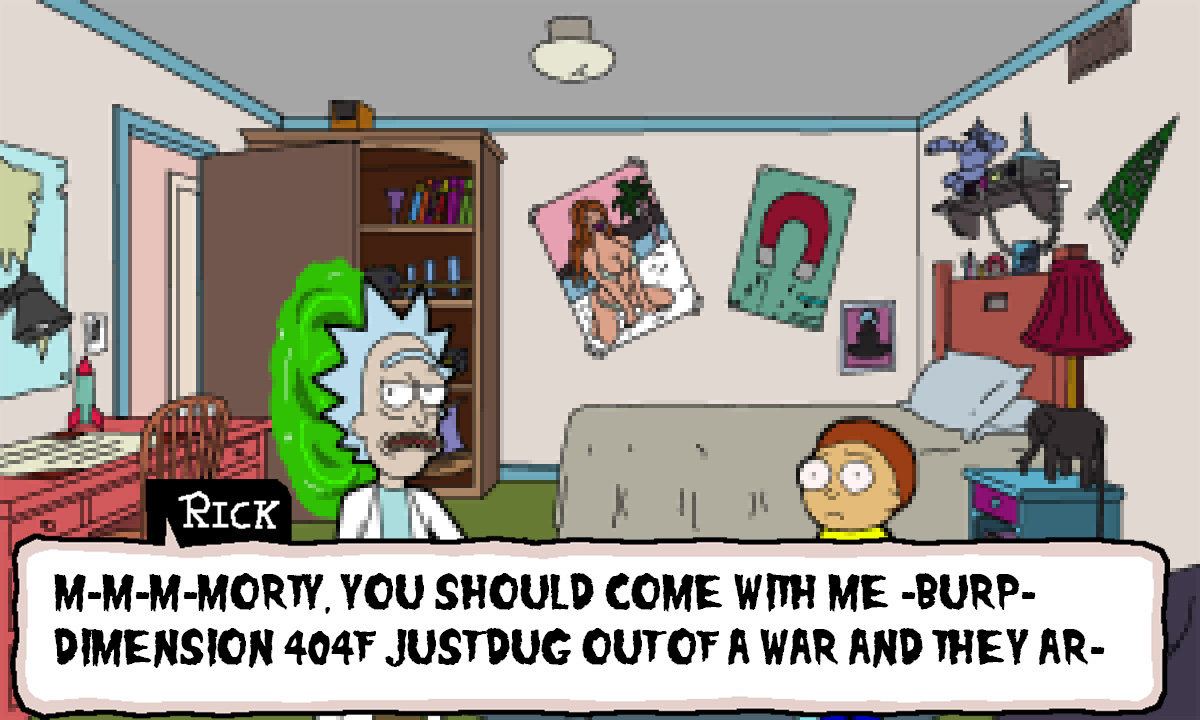 RICK
M-M-M-MORTY, YOU SHOULD COME WITH ME -BURP-
DIMENSION 404F JUSTDUG OUTOF A WAR AND THEY AR-